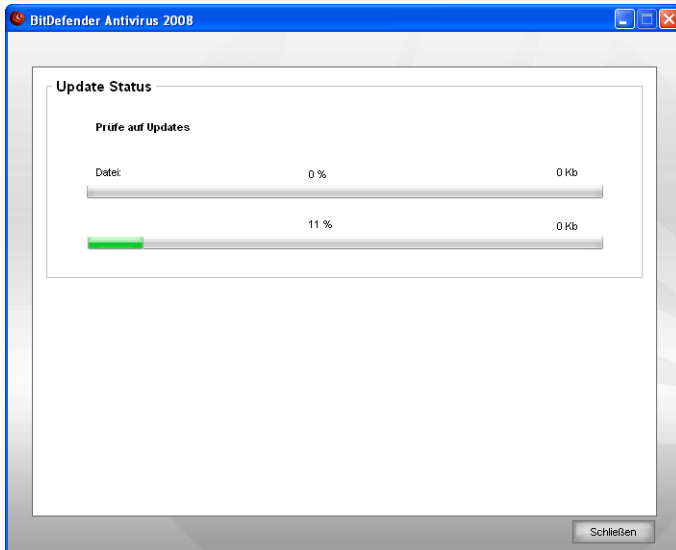 BitDefender Antivirus 2008
Update Status
Prüfe auf Updates
Datei: 0 % 0 Kb
11 % 0 Kb
Schließen